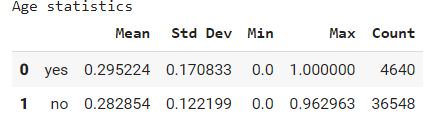 Age statistics
Mean Std Dev Min Max Count
0 yes 0.295224 0.170833 0.0 1.000000 4640
1 no 0.282854 0.122199 0.0 0.962963 36548